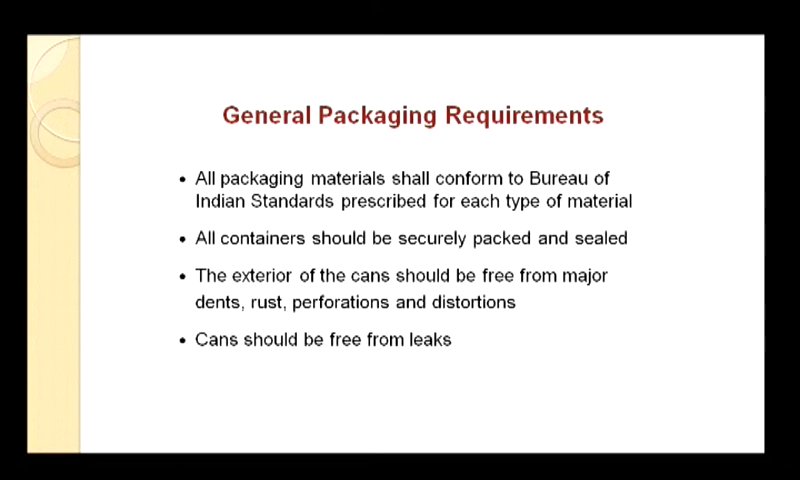 General Packaging Requirements
• All packaging materials shall conform to Bureau of
Indian Standards prescribed for each type of material
• All containers should be securely packed and sealed
• The exterior of the cans should be free from major
dents, rust, perforations and distortions
• Cans should be free from leaks